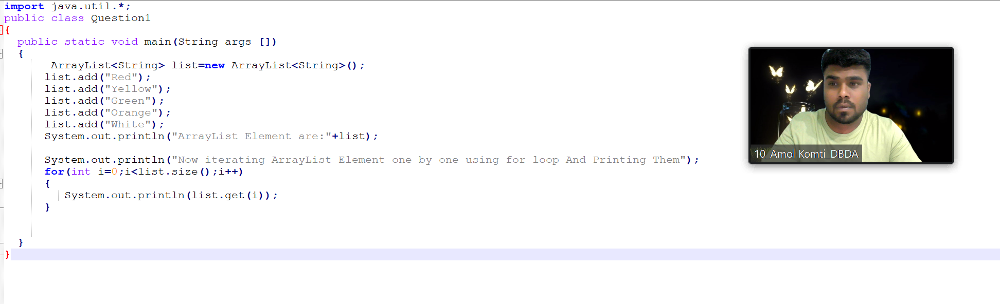 import java.util.*;
public class Question1
{
public static void main(String args [])
{
ArrayList<String> list=new ArrayList<String>();
list.add("Red");
list.add("Yellow");
list.add("Green");
list.add("Orange");
list.add("White");
System.out.println("ArrayList Element are:"+list);
System.out.println("Now iterating ArrayList Element one by one using for loop And Printing Them");
for(int i=0;i<list.size();i++)
{
System.out.println(list.get(i));
}
}
}
10_Amol Komti_DBDA